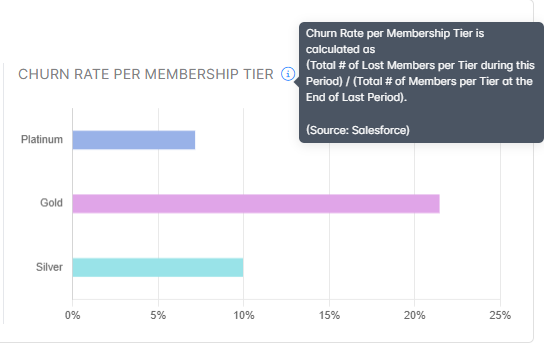 Churn Rate per Membership Tier is
calculated as
(Total # of Lost Members per Tier during this
Period) / (Total # of Members per Tier at the
End of Last Period).
(Source: Salesforce)
CHURN RATE PER MEMBERSHIP TIER
Platinum
Gold
Silver
0% 5% 10% 15% 20% 25%